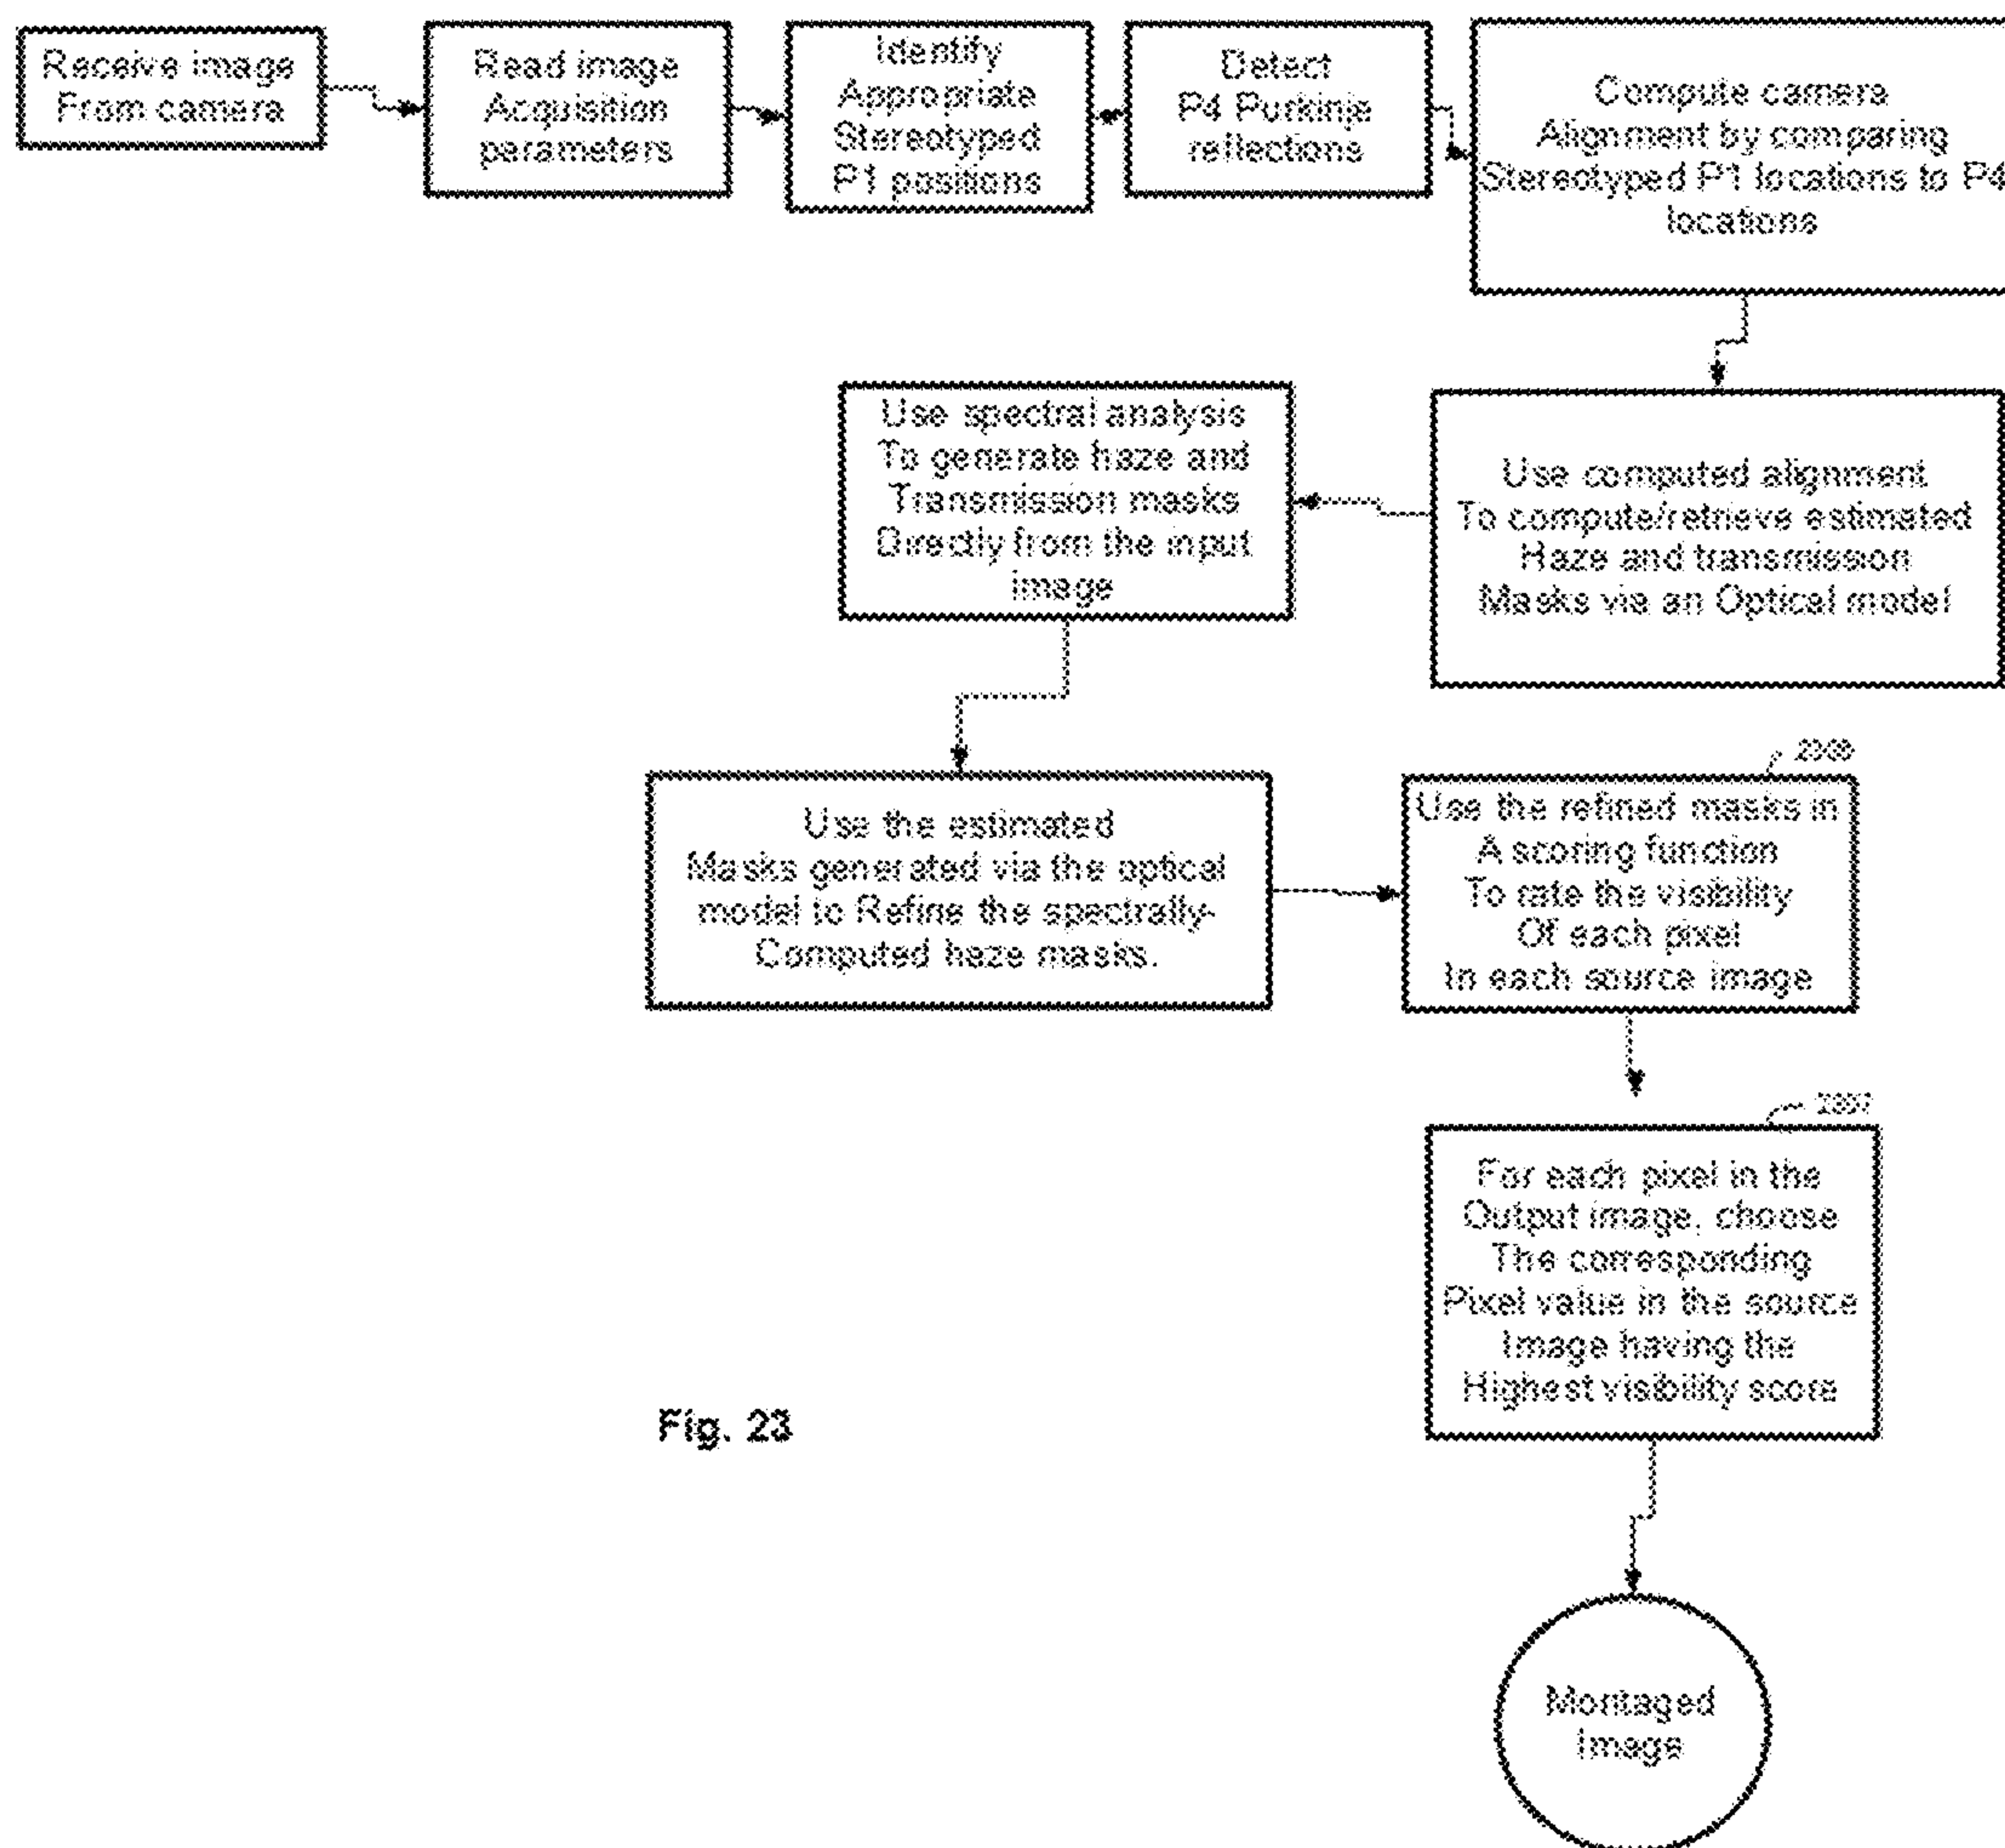 Receive image
From camera
Read image
Acquisition
parameters
Identify
Appropriate
Stereotyped
P1 positions
Detect
P4 Purkinje
reflections
Compute camera
Alignment by comparing
Stereotyped P1 locations to P4
locations
Use spectral analysis
To generate haze and
Transmission masks
Directly from the input
image
Use computed alignment
To compute/retrieve estimated
Haze and transmission
Masks via an Optical model
Use the estimated
Masks generated via the optical
model to Refine the spectrally-
Computed haze masks.
Use the refined masks in
A scoring function
To rate the visibility
Of each pixel
In each source image
For each pixel in the
Output image, choose
The corresponding
Pixel value in the source
Image having the
Highest visibility score
Fig. 23
Montaged
Image